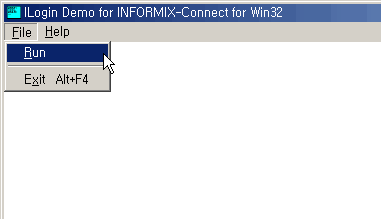 ILogin Demo for INFORMIX-Connect for Win32
File Help
Run
Exit Alt+F4